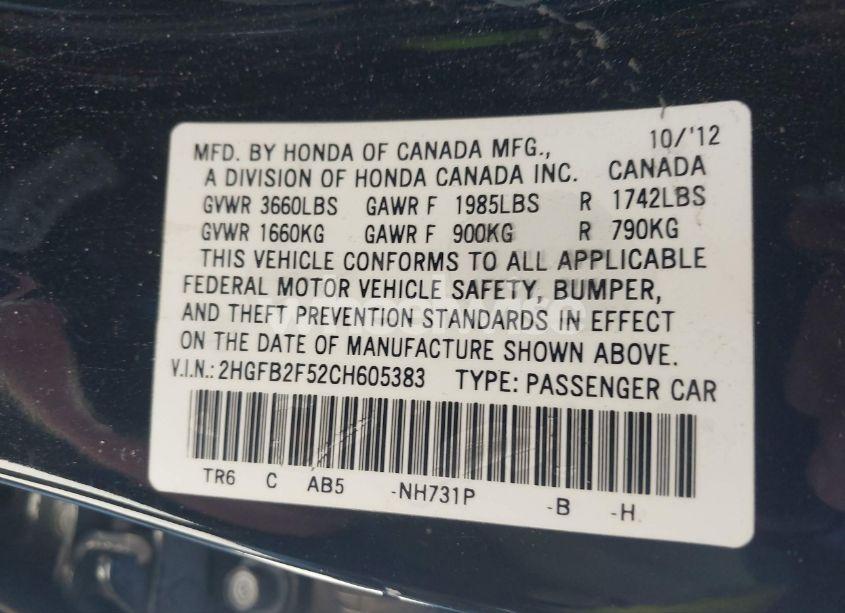 10/'12
MFD. BY HONDA OF CANADA MFG.,
A DIVISION OF HONDA CANADA INC. CANADA
GVWR 3660LBS GAWR F 1985LBS R 1742LBS
GVWR 1660KG GAWR F 900KG R 790KG
THIS VEHICLE CONFORMS TO ALL APPLICABLE
FEDERAL MOTOR VEHICLE SAFETY, BUMPER,
AND THEFT PREVENTION STANDARDS IN EFFECT
ON THE DATE OF MANUFACTURE SHOWN ABOVE.
V.I.N.: 2HGFB2F52CH605383 TYPE: PASSENGER CAR
TR6 C AB5 -NH731P -B -H